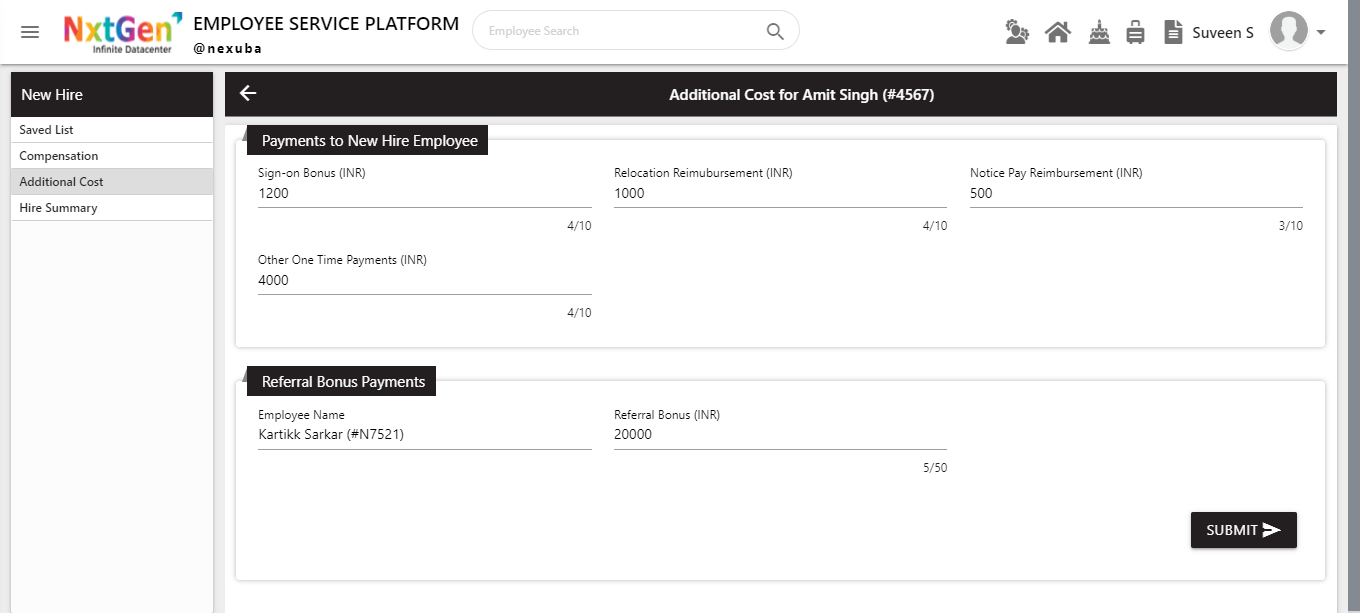 NxtGen
Infinite Datacenter
EMPLOYEE SERVICE PLATFORM
@nexuba
Employee Search
Suveen S
New Hire
Saved List
Compensation
Additional Cost
Hire Summary
Additional Cost for Amit Singh (#4567)
Payments to New Hire Employee
Sign-on Bonus (INR) Relocation Reimubursement (INR) Notice Pay Reimbursement (INR)
1200 1000 500
4/10 4/10 3/10
Other One Time Payments (INR)
4000
4/10
Referral Bonus Payments
Employee Name Referral Bonus (INR)
Kartikk Sarkar (#N7521) 20000
5/50
SUBMIT